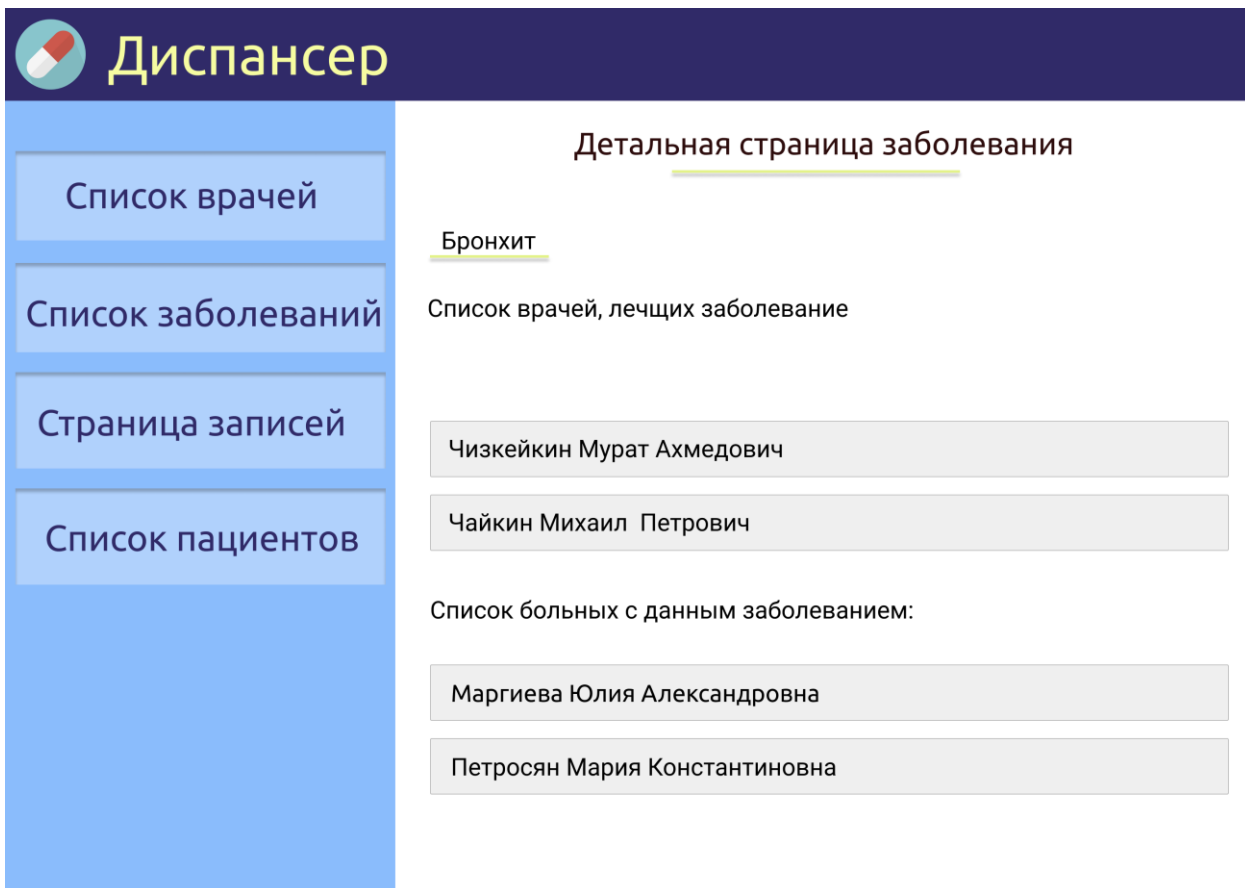 Диспансер
Список врачей
Список заболеваний
Страница записей
Список пациентов
Детальная страница заболевания
Бронхит
Список врачей, лечщих заболевание
Чизкейкин Мурат Ахмедович
Чайкин Михаил  Петрович
Список больных с данным заболеванием:
Маргиева Юлия Александровна
Петросян Мария Константиновна